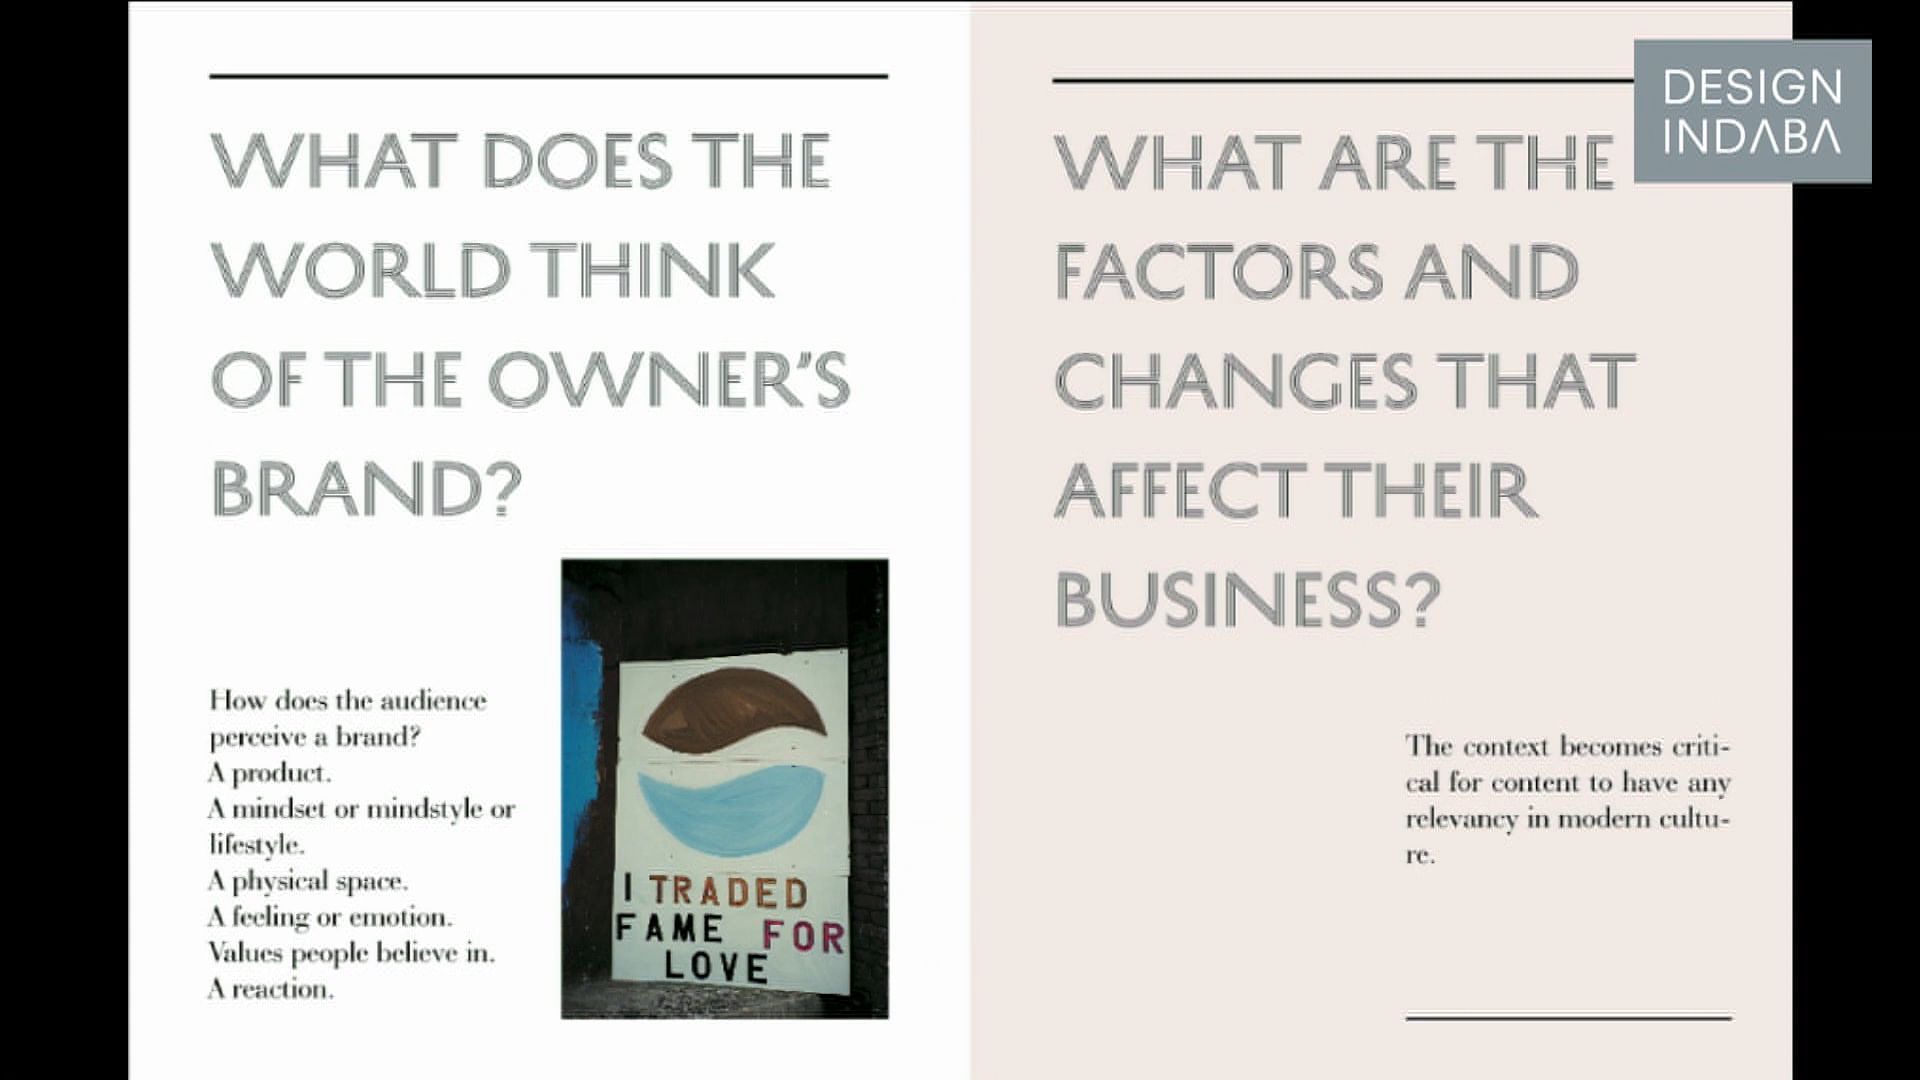 WHAT DOES THE
WORLD THINK
OF THE OWNER'S
BRAND?
How does the audience
perceive a brand?
A product.
A mindset or mindstyle or
lifestyle.
A physical space.
A feeling or emotion.
Values people believe in.
A reaction.
I TRADED
FAME FOR
LOVE
WHAT ARE THE
FACTORS AND
CHANGES THAT
AFFECT THEIR
BUSINESS?
The context becomes criti-
cal for content to have any
relevancy in modern cultu-
re.
DESIGN
INDABA